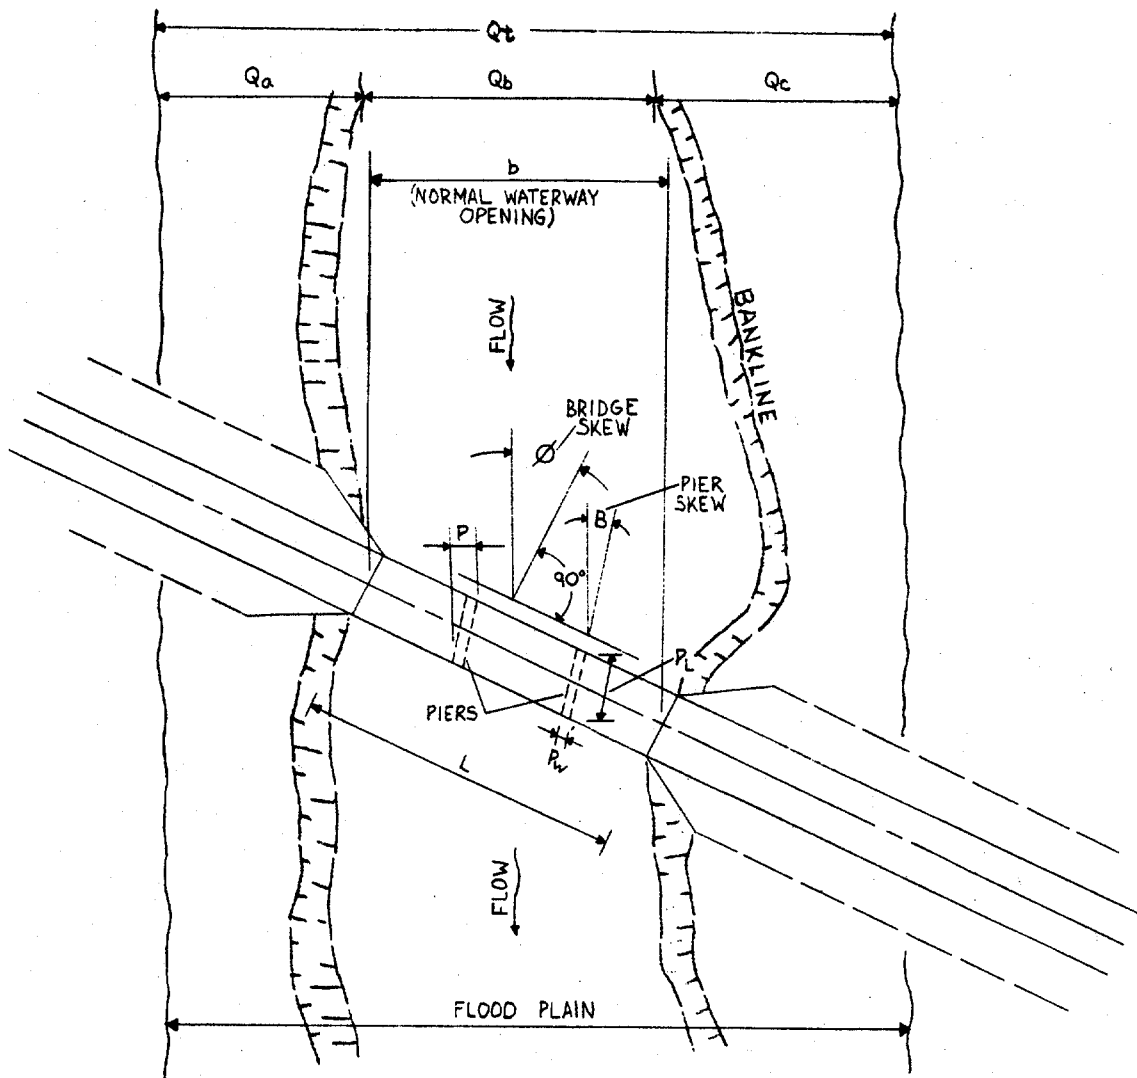 Qt
Qa
Qb
Qc
b
(NORMAL WATERWAY
OPENING)
BANKLINE
FLOW
BRIDGE
SKEW
Ø
PIER
SKEW
P
B
90°
PL
PIERS
PW
L
FLOW
FLOOD PLAIN